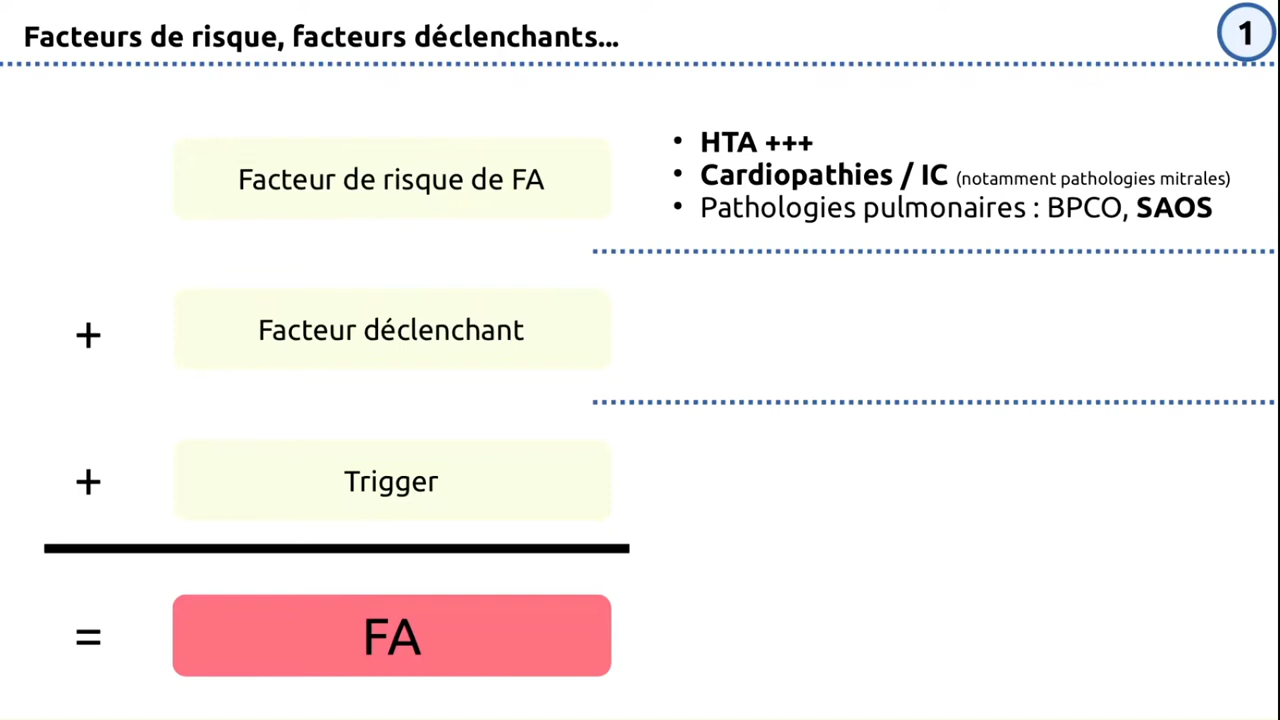 Facteurs de risque, facteurs déclenchants...
1
Facteur de risque de FA
• HTA +++
• Cardiopathies / IC (notamment pathologies mitrales)
• Pathologies pulmonaires : BPCO, SAOS
+ Facteur déclenchant
+ Trigger
= FA